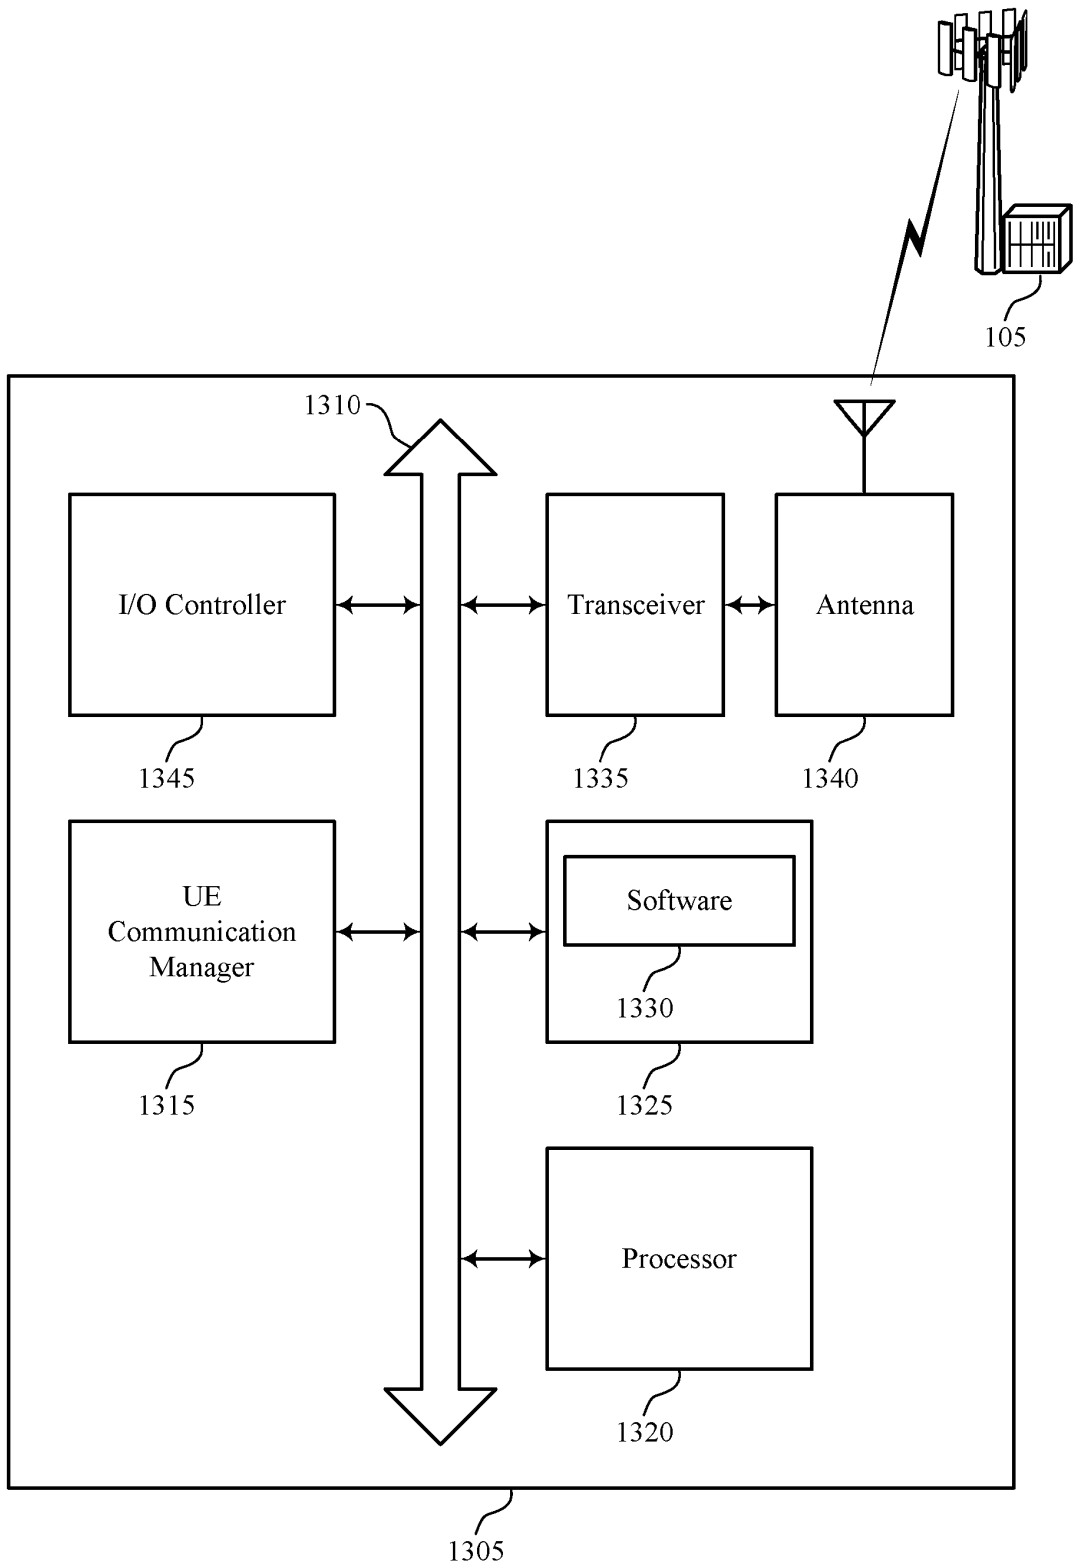 105
1310
I/O Controller
Transceiver
Antenna
1345
1335
1340
UE
Communication
Manager
Software
1330
1315
1325
Processor
1320
1305